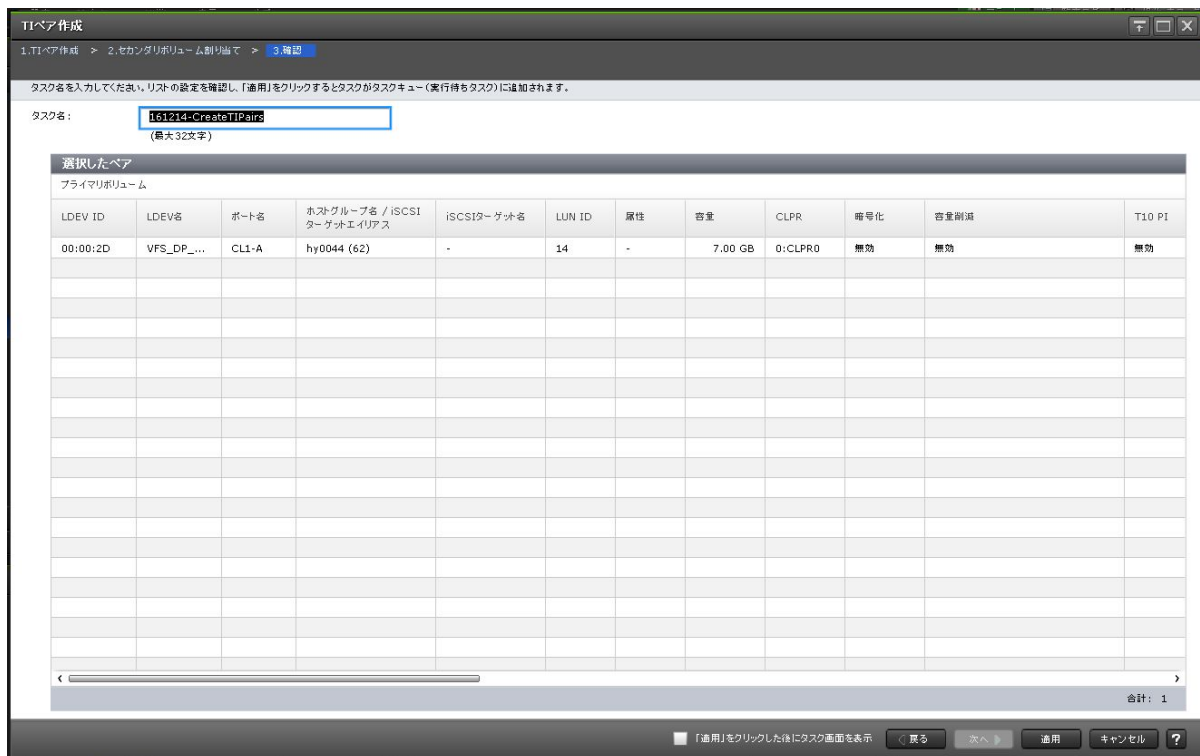 TIペア作成
1.TIペア作成 > 2.セカンダリボリューム割り当て > 3.確認
タスク名を入力してください。リストの設定を確認し、「適用」をクリックするとタスクがタスクキュー(実行待ちタスク)に追加されます。
タスク名: 161214-CreateTIPairs
(最大32文字)
選択したペア
プライマリボリューム
LDEV ID LDEV名 ポート名 ホストグループ名 / iSCSI ターゲットエイリアス iSCSIターゲット名 LUN ID 属性 容量 CLPR 暗号化 容量削減 T10 PI
00:00:2D VFS_DP_... CL1-A hy0044 (62) - 14 - 7.00 GB 0:CLPR0 無効 無効 無効
合計: 1
「適用」をクリックした後にタスク画面を表示 戻る 次へ 適用 キャンセル ?